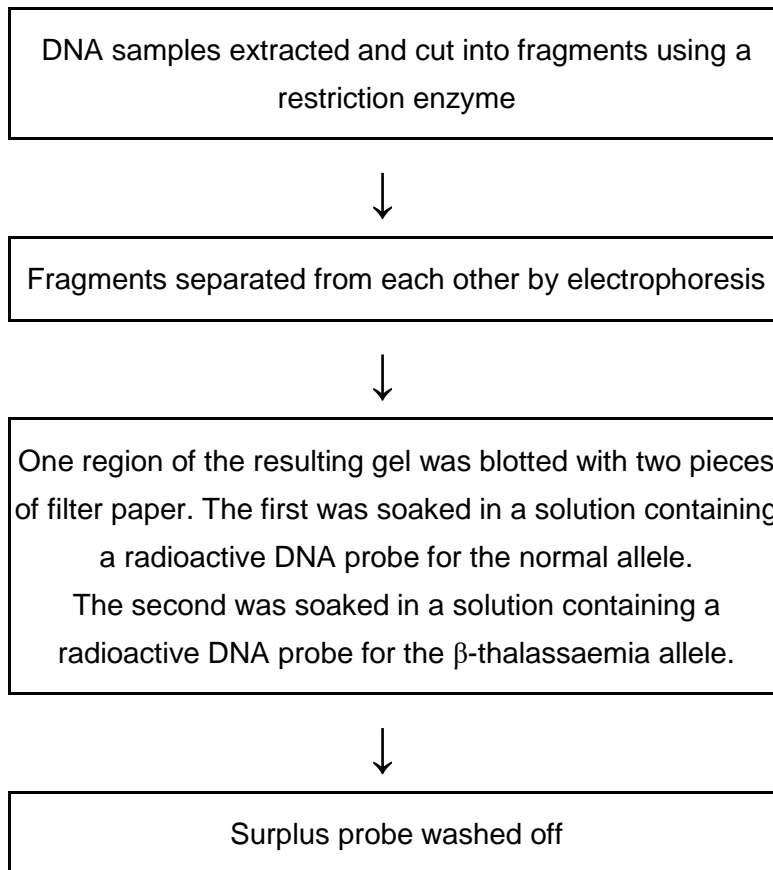 DNA samples extracted and cut into fragments using a
restriction enzyme
↓
Fragments separated from each other by electrophoresis
↓
One region of the resulting gel was blotted with two pieces
of filter paper. The first was soaked in a solution containing
a radioactive DNA probe for the normal allele.
The second was soaked in a solution containing a
radioactive DNA probe for the β-thalassaemia allele.
↓
Surplus probe washed off